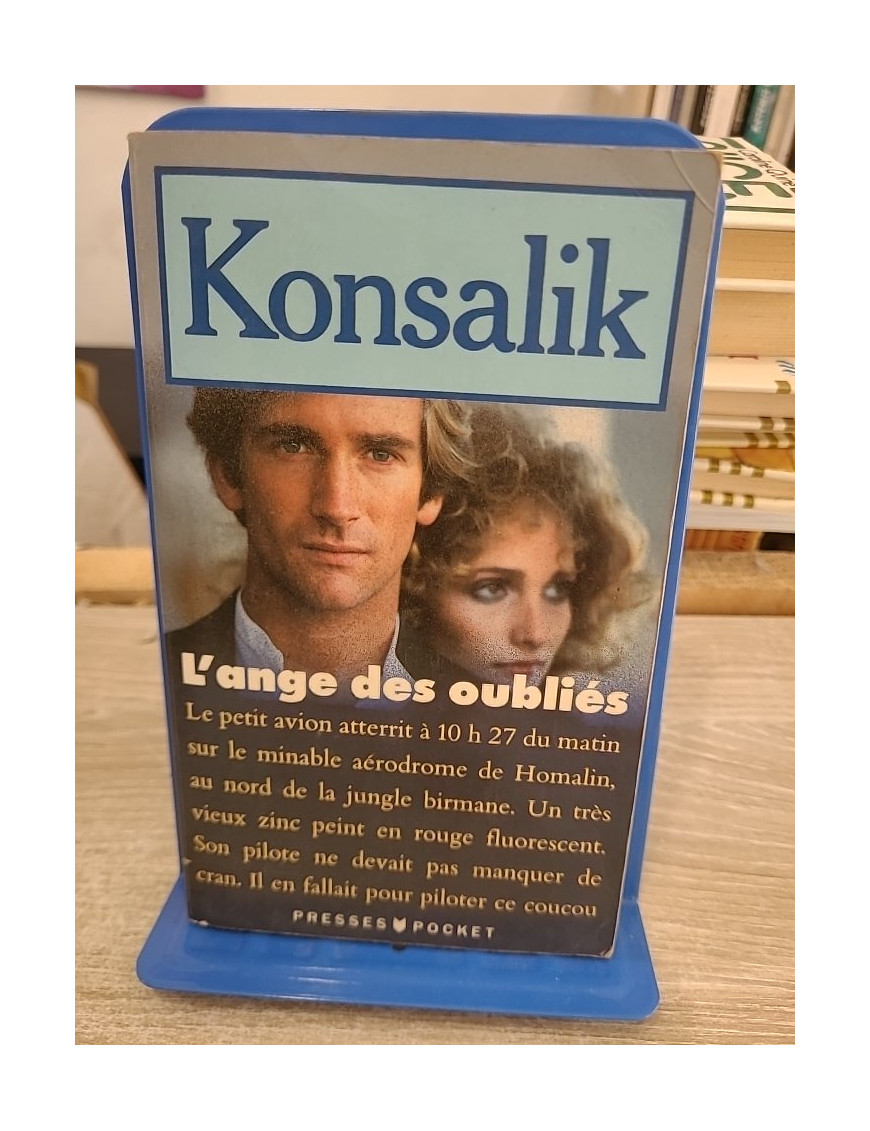 Konsalik
L'ange des oubliés
Le petit avion atterrit à 10 h 27 du matin
sur le minable aérodrome de Homalin,
au nord de la jungle birmane. Un très
vieux zinc peint en rouge fluorescent.
Son pilote ne devait pas manquer de
cran. Il en fallait pour piloter ce coucou
PRESSES POCKET